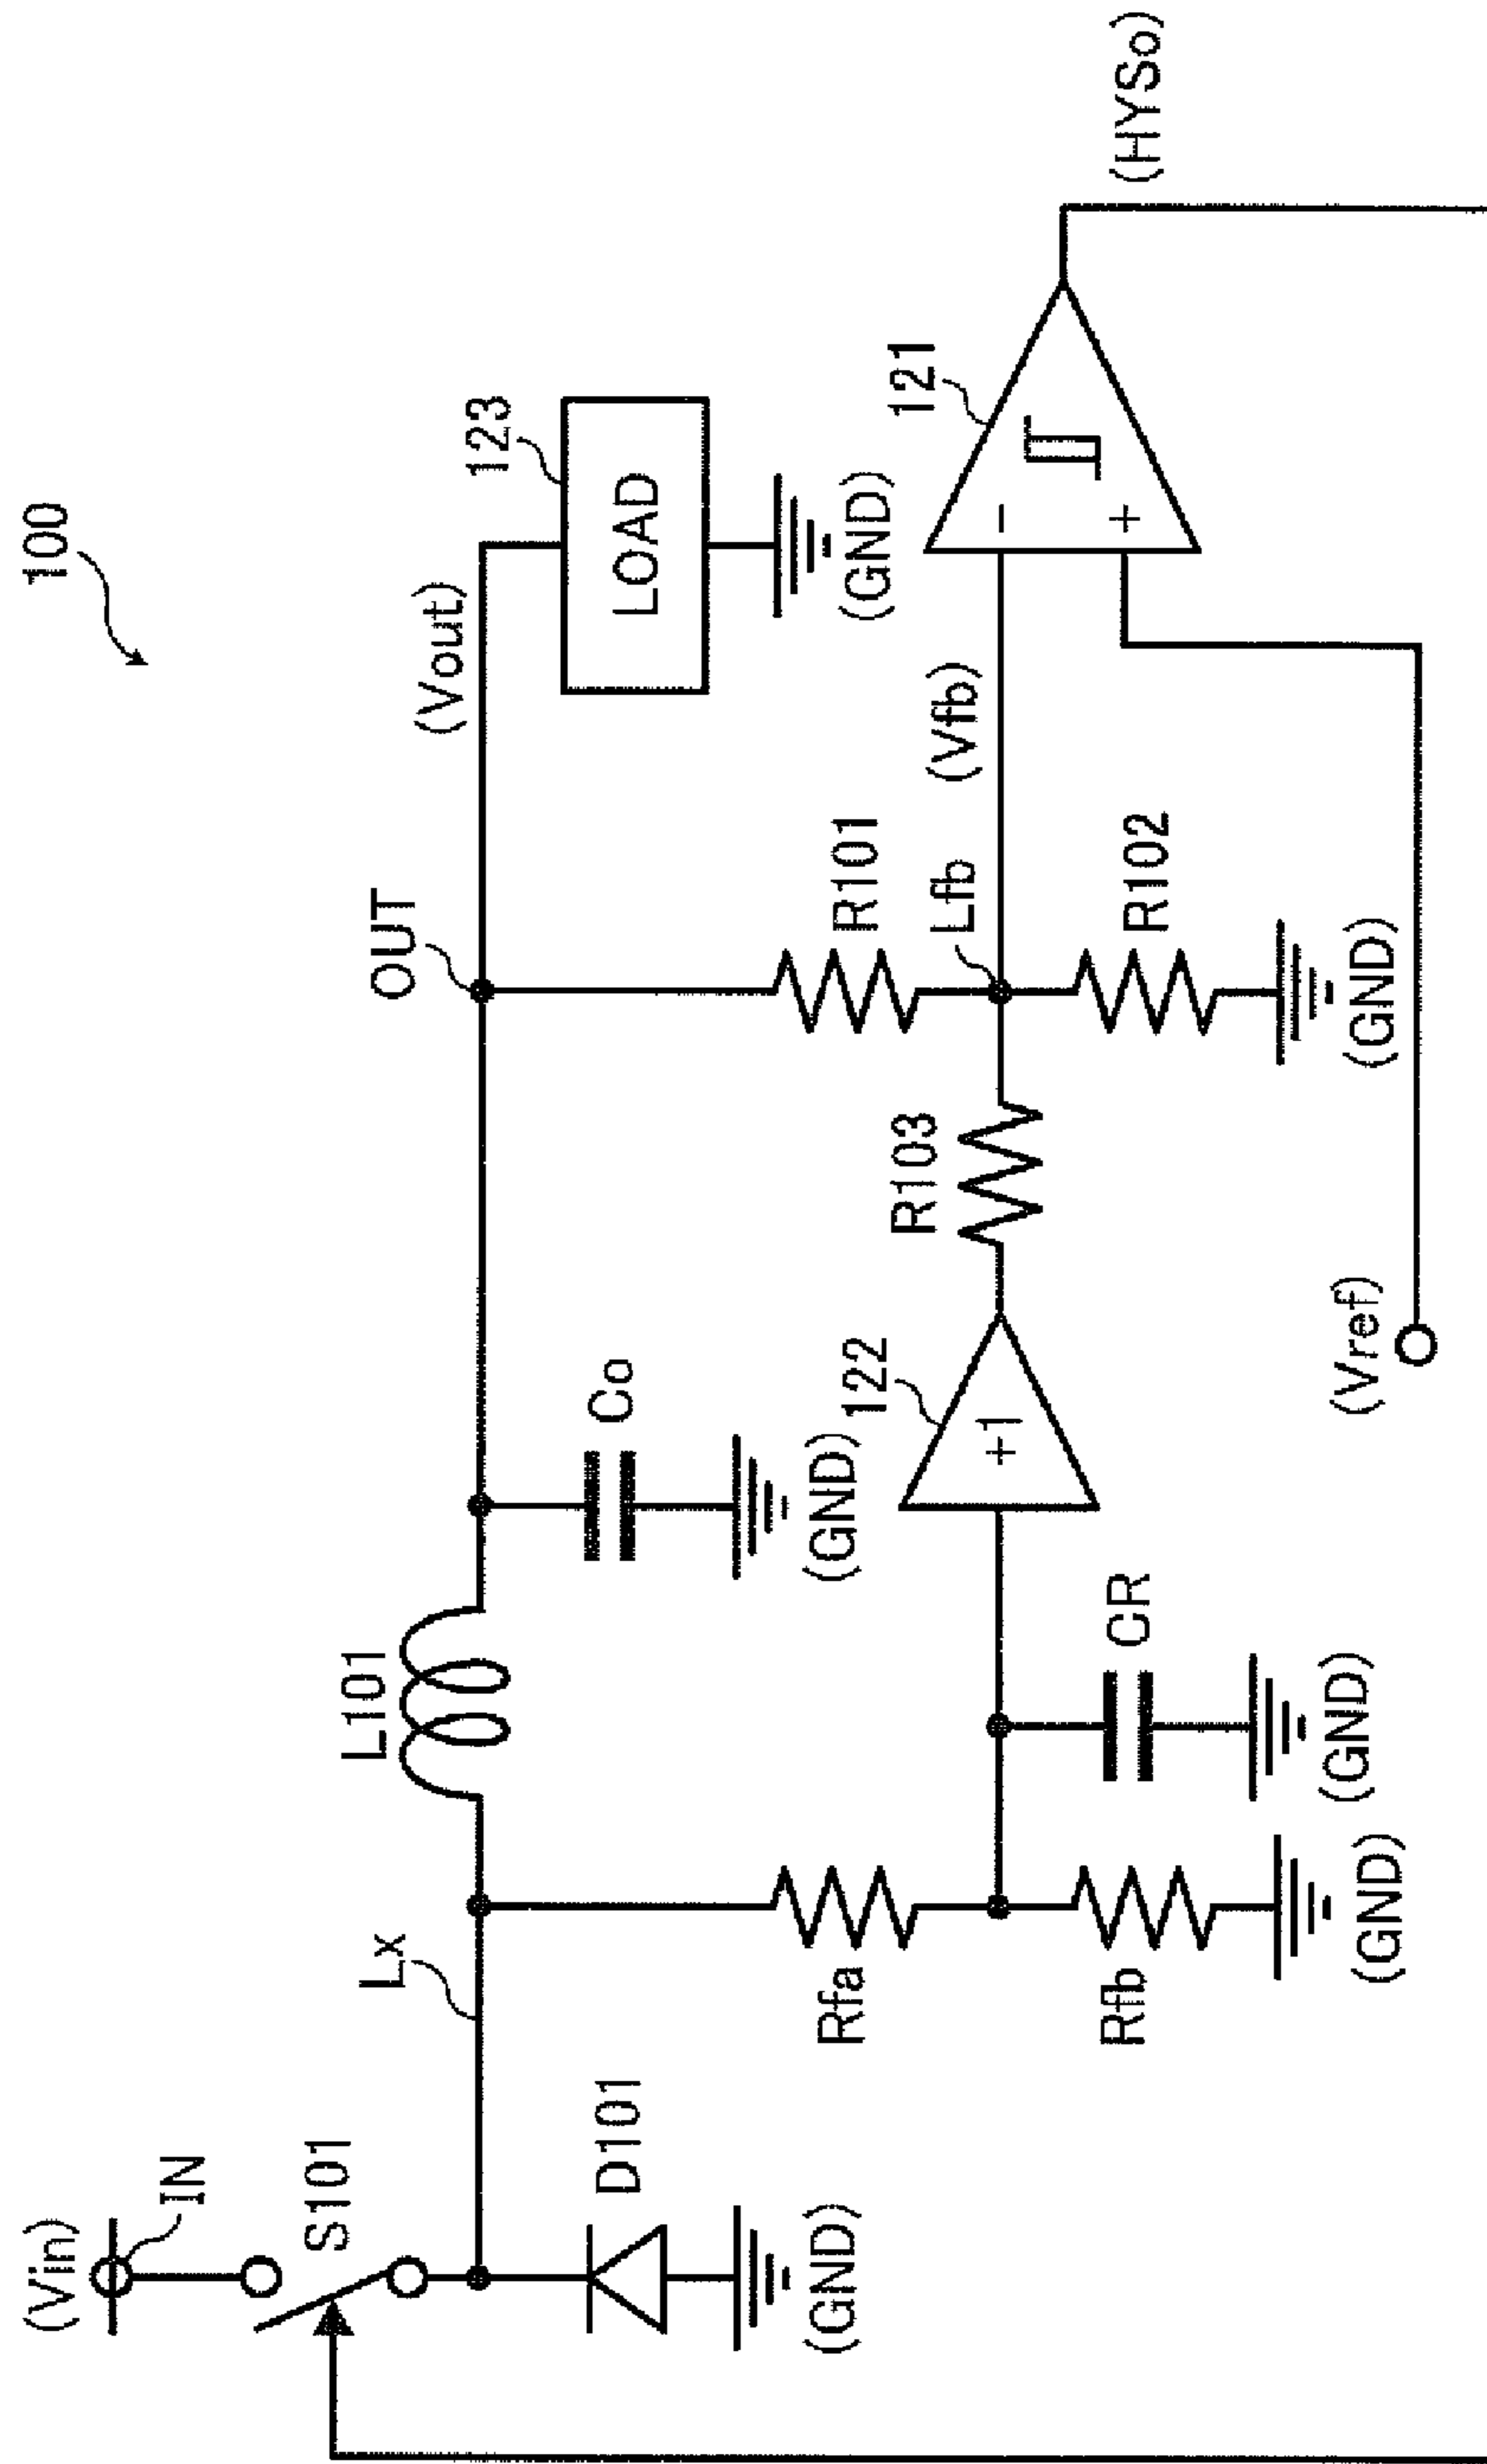 100
(Vin)
IN
S101
Lx
L101
OUT
(Vout)
123
LOAD
(GND)
D101
(GND)
Co
(GND)
Rfa
Rfb
(GND)
CR
(GND)
122
+1
R103
R101
Lfb
(Vfb)
R102
(GND)
121
−
+
(HYSo)
(Vref)